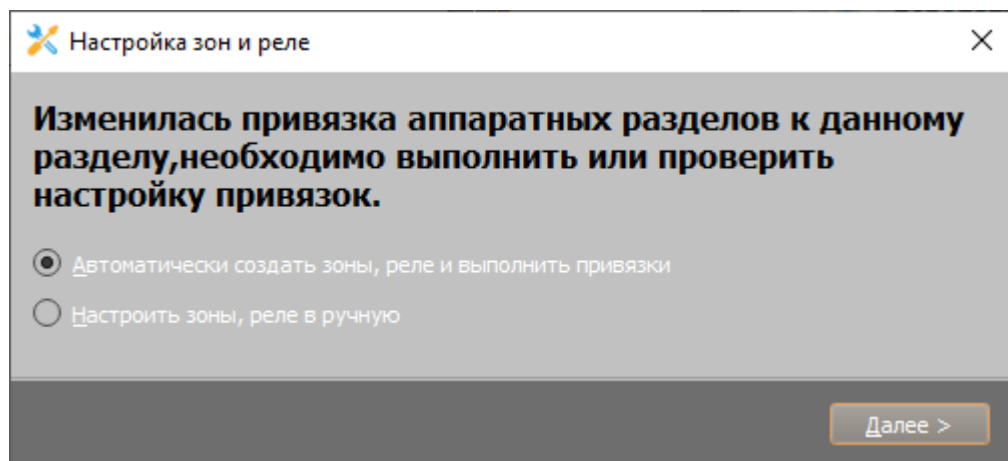 Настройка зон и реле
Изменилась привязка аппаратных разделов к данному
разделу,необходимо выполнить или проверить
настройку привязок.
Автоматически создать зоны, реле и выполнить привязки
Настроить зоны, реле в ручную
Далее >